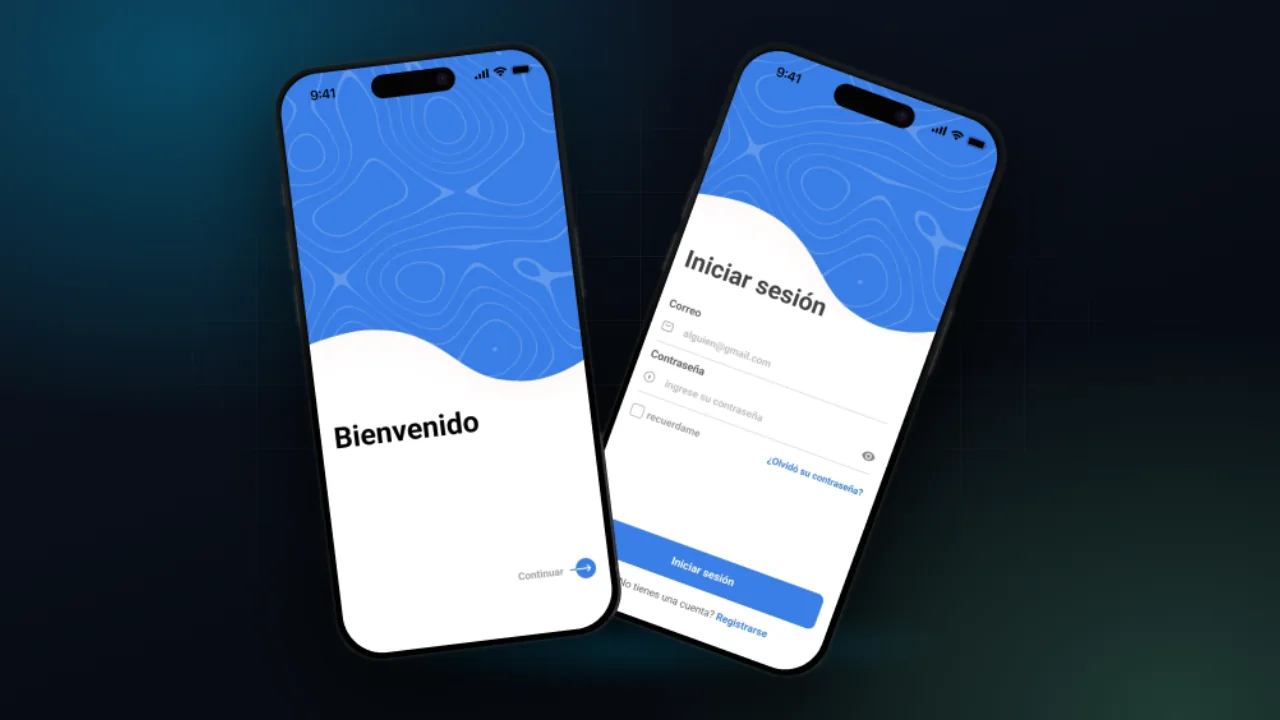 9:41
Bienvenido
Continuar
9:41
Iniciar sesión
Correo
alguien@gmail.com
Contraseña
Ingrese su contraseña
recuerdame
¿Olvidó su contraseña?
Iniciar sesión
No tienes una cuenta? Registrarse